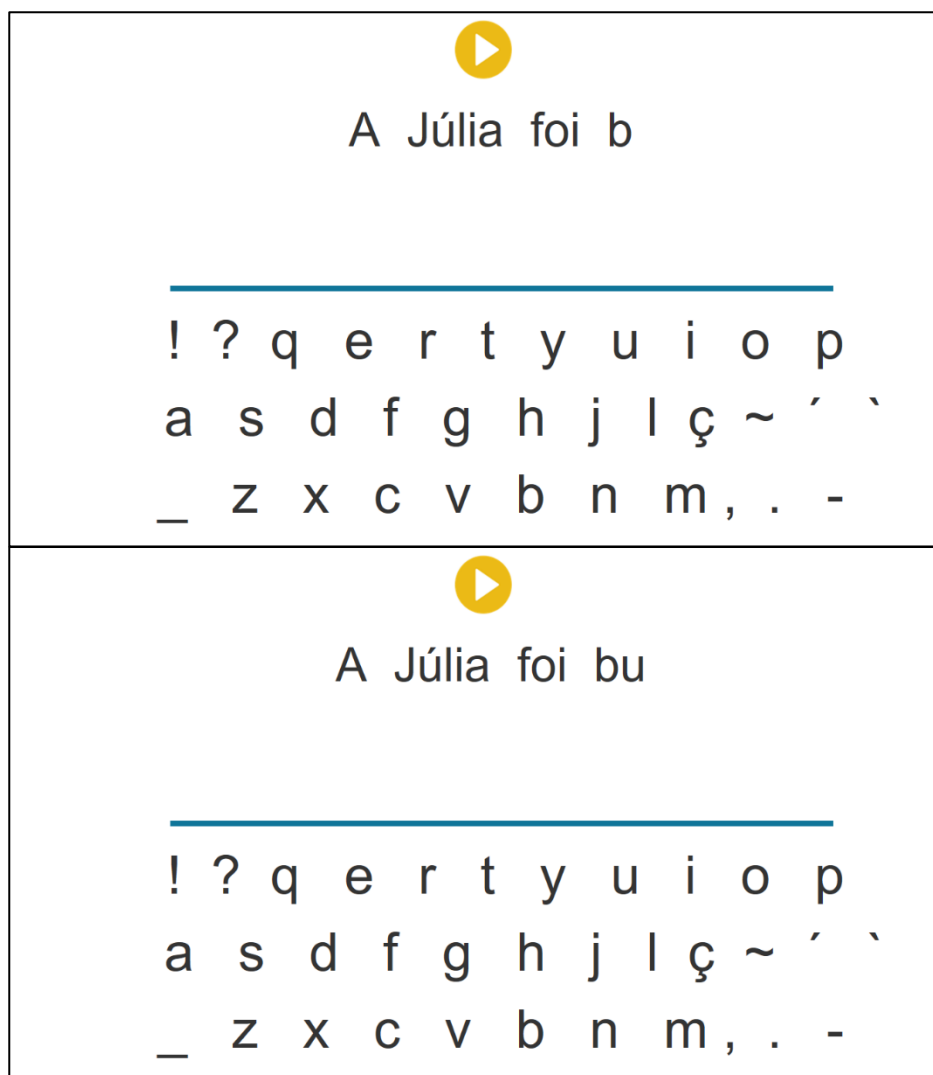 A Júlia foi b
! ? q e r t y u i o p
a s d f g h j l ç ~ ´ `
_ z x c v b n m , . -
A Júlia foi bu
! ? q e r t y u i o p
a s d f g h j l ç ~ ´ `
_ z x c v b n m , . -